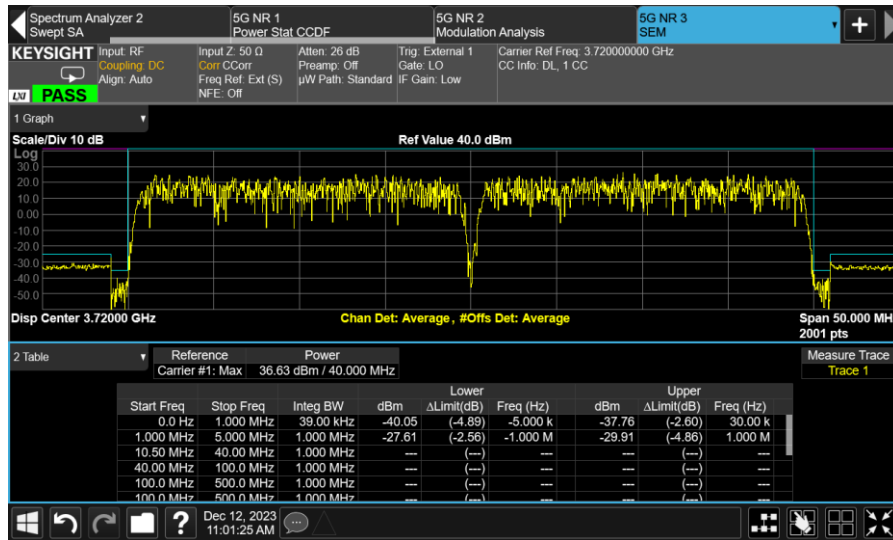 Spectrum Analyzer 2
Swept SA
5G NR 1
Power Stat CCDF
5G NR 2
Modulation Analysis
5G NR 3
SEM
KEYSIGHT
LXI PASS
Input: RF
Coupling: DC
Align: Auto
Input Z: 50 Ω
Corr CCorr
Freq Ref: Ext (S)
NFE: Off
Atten: 26 dB
Preamp: Off
µW Path: Standard
Trig: External 1
Gate: LO
IF Gain: Low
Carrier Ref Freq: 3.720000000 GHz
CC Info: DL, 1 CC
1 Graph
Scale/Div 10 dB Ref Value 40.0 dBm
Log
30.0
20.0
10.0
0.00
-10.0
-20.0
-30.0
-40.0
-50.0
Disp Center 3.72000 GHz Chan Det: Average , #Offs Det: Average Span 50.000 MH
2001 pts
2 Table
Reference Power
Carrier #1: Max 36.63 dBm / 40.000 MHz
Measure Trace
Trace 1
Lower Upper
Start Freq Stop Freq Integ BW dBm ΔLimit(dB) Freq (Hz) dBm ΔLimit(dB) Freq (Hz)
0.0 Hz 1.000 MHz 39.00 kHz -40.05 (-4.89) -5.000 k -37.76 (-2.60) 30.00 k
1.000 MHz 5.000 MHz 1.000 MHz -27.61 (-2.56) -1.000 M -29.91 (-4.86) 1.000 M
10.50 MHz 40.00 MHz 1.000 MHz --- (---) --- --- (---) ---
40.00 MHz 100.0 MHz 1.000 MHz --- (---) --- --- (---) ---
100.0 MHz 500.0 MHz 1.000 MHz --- (---) --- --- (---) ---
100.0 MHz 500.0 MHz 1.000 MHz --- (---) --- --- (---) ---
Dec 12, 2023
11:01:25 AM